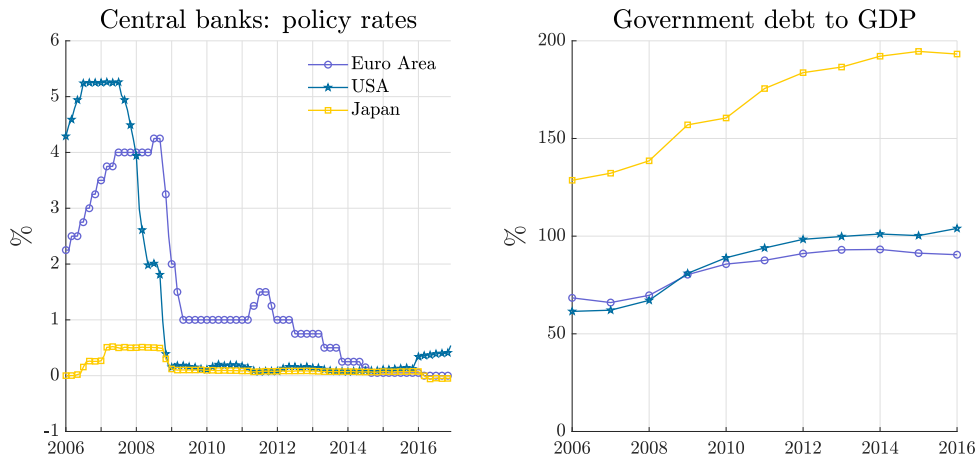 Central banks: policy rates
6
5
4
3
2
1
0
-1
%
Euro Area
USA
Japan
2006 2008 2010 2012 2014 2016
Government debt to GDP
200
150
100
50
0
%
2006 2008 2010 2012 2014 2016